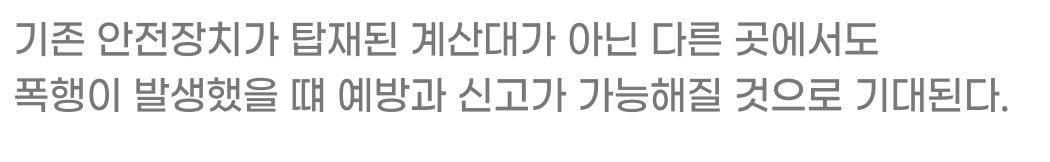 기존 안전장치가 탑재된 계산대가 아닌 다른 곳에서도
폭행이 발생했을 떄 예방과 신고가 가능해질 것으로 기대된다.